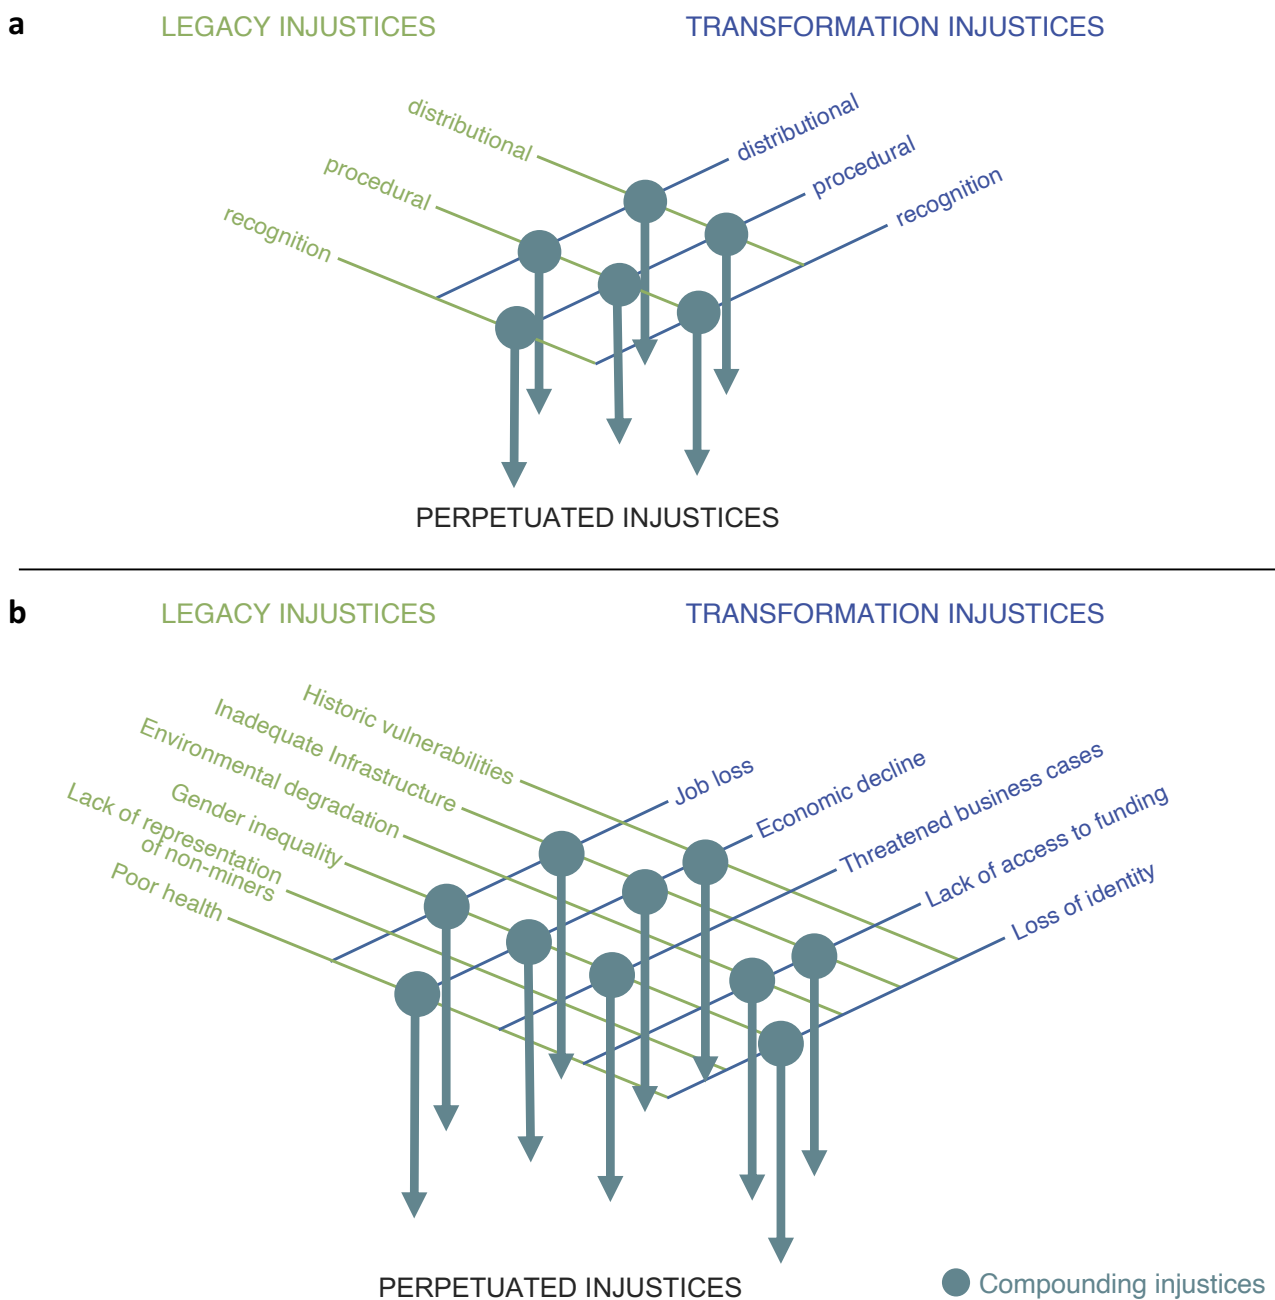 a
LEGACY INJUSTICES
TRANSFORMATION INJUSTICES
distributional
procedural
recognition
distributional
procedural
recognition
PERPETUATED INJUSTICES
b
LEGACY INJUSTICES
TRANSFORMATION INJUSTICES
Historic vulnerabilities
Inadequate Infrastructure
Environmental degradation
Gender inequality
Lack of representation
of non-miners
Poor health
Job loss
Economic decline
Threatened business cases
Lack of access to funding
Loss of identity
PERPETUATED INJUSTICES
Compounding injustices